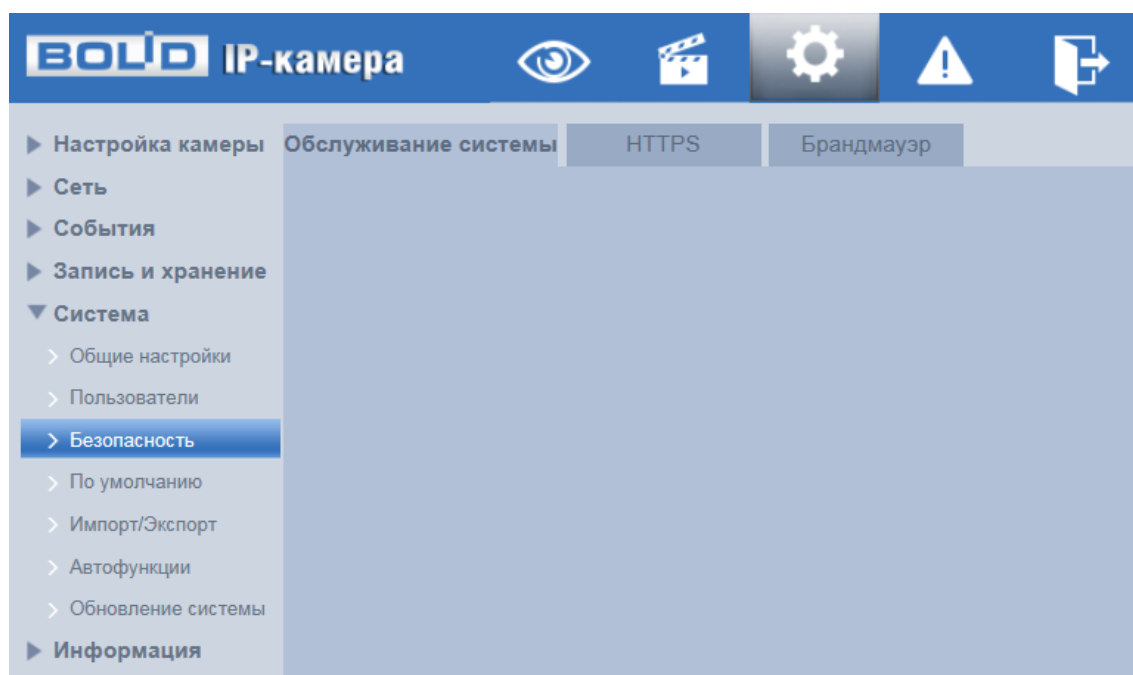 BOLID IP-камера
Настройка камеры
Сеть
События
Запись и хранение
Система
Общие настройки
Пользователи
Безопасность
По умолчанию
Импорт/Экспорт
Автофункции
Обновление системы
Информация
Обслуживание системы HTTPS Брандмауэр